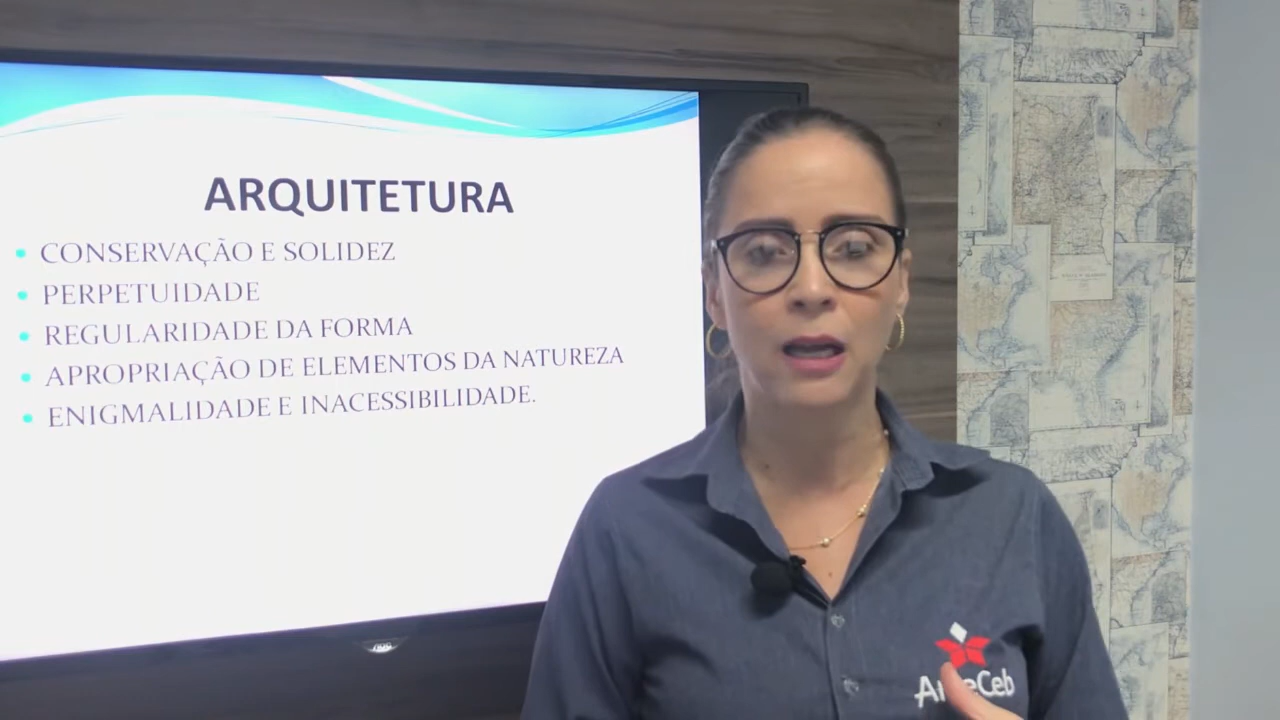 ARQUITETURA
CONSERVAÇÃO E SOLIDEZ
PERPETUIDADE
REGULARIDADE DA FORMA
APROPRIAÇÃO DE ELEMENTOS DA NATUREZA
ENIGMALIDADE E INACESSIBILIDADE.